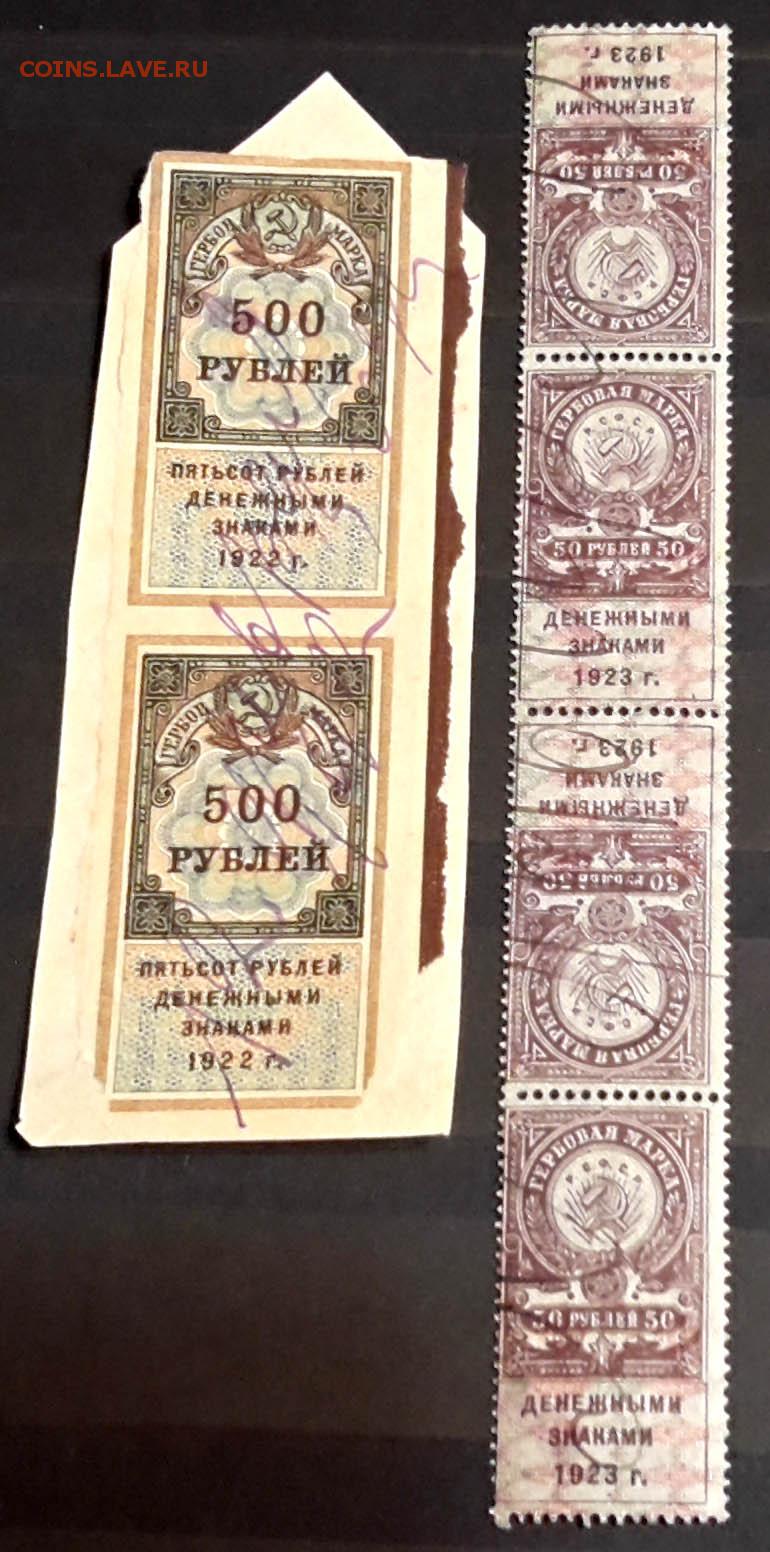 COINS.LAVE.RU
ГЕРБОВ. МАРКА
500
РУБЛЕЙ
ПЯТЬСОТ РУБЛЕЙ
ДЕНЕЖНЫМИ
ЗНАКАМИ
1922 г.
ГЕРБОВ. МАРКА
500
РУБЛЕЙ
ПЯТЬСОТ РУБЛЕЙ
ДЕНЕЖНЫМИ
ЗНАКАМИ
1922 г.
ГЕРБОВАЯ МАРКА
Р.С.Ф.С.Р.
50 РУБЛЕЙ 50
ДЕНЕЖНЫМИ
ЗНАКАМИ
1923 г.
ГЕРБОВАЯ МАРКА
Р.С.Ф.С.Р.
50 РУБЛЕЙ 50
ДЕНЕЖНЫМИ
ЗНАКАМИ
1923 г.
ГЕРБОВАЯ МАРКА
Р.С.Ф.С.Р.
50 РУБЛЕЙ 50
ДЕНЕЖНЫМИ
ЗНАКАМИ
1923 г.
ГЕРБОВАЯ МАРКА
Р.С.Ф.С.Р.
50 РУБЛЕЙ 50
ДЕНЕЖНЫМИ
ЗНАКАМИ
1923 г.